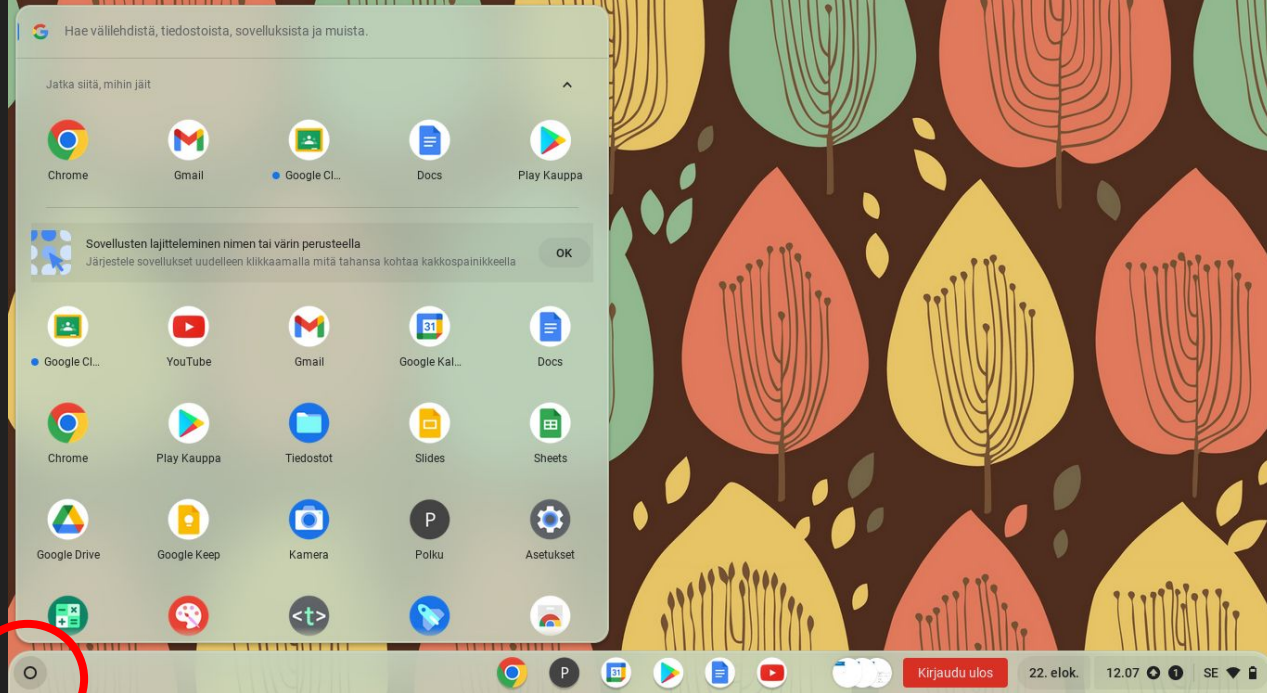 Hae välilehdistä, tiedostoista, sovelluksista ja muista.
Jatka siitä, mihin jäit
Chrome
Gmail
Google Cl...
Docs
Play Kauppa
Sovellusten lajitteleminen nimen tai värin perusteella
Järjestele sovellukset uudelleen klikkaamalla mitä tahansa kohtaa kakkospainikkeella
OK
Google Cl...
YouTube
Gmail
31
Google Kal...
Docs
Chrome
Play Kauppa
Tiedostot
Slides
Sheets
P
Google Drive
Google Keep
Kamera
Polku
Asetukset
<t>
P
31
Kirjaudu ulos
22. elok.
12.07
1
SE